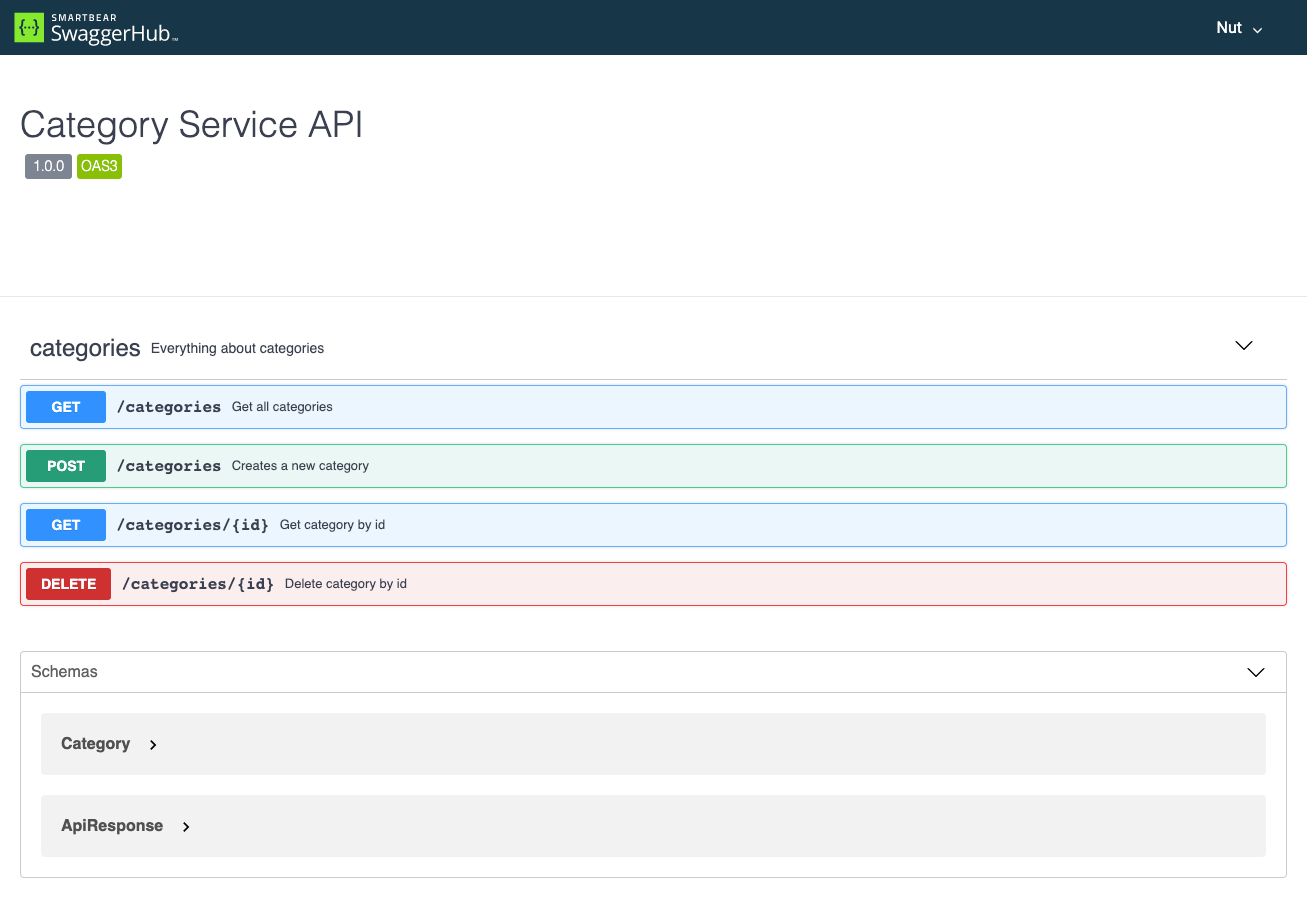 SMARTBEAR
SwaggerHub™
Nut
Category Service API
1.0.0 OAS3
categories Everything about categories
GET /categories Get all categories
POST /categories Creates a new category
GET /categories/{id} Get category by id
DELETE /categories/{id} Delete category by id
Schemas
Category
ApiResponse